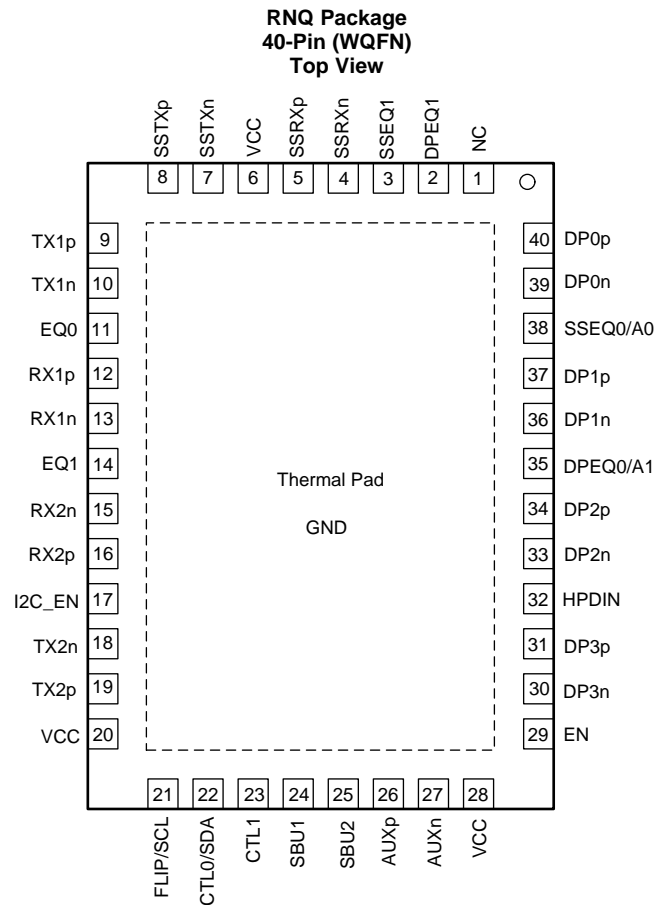 RNQ Package
40-Pin (WQFN)
Top View
SSTXp
SSTXn
VCC
SSRXp
SSRXn
SSEQ1
DPEQ1
NC
8 7 6 5 4 3 2 1
TX1p 9
TX1n 10
EQ0 11
RX1p 12
RX1n 13
EQ1 14
RX2n 15
RX2p 16
I2C_EN 17
TX2n 18
TX2p 19
VCC 20
Thermal Pad
GND
40 DP0p
39 DP0n
38 SSEQ0/A0
37 DP1p
36 DP1n
35 DPEQ0/A1
34 DP2p
33 DP2n
32 HPDIN
31 DP3p
30 DP3n
29 EN
21 22 23 24 25 26 27 28
FLIP/SCL
CTL0/SDA
CTL1
SBU1
SBU2
AUXp
AUXn
VCC